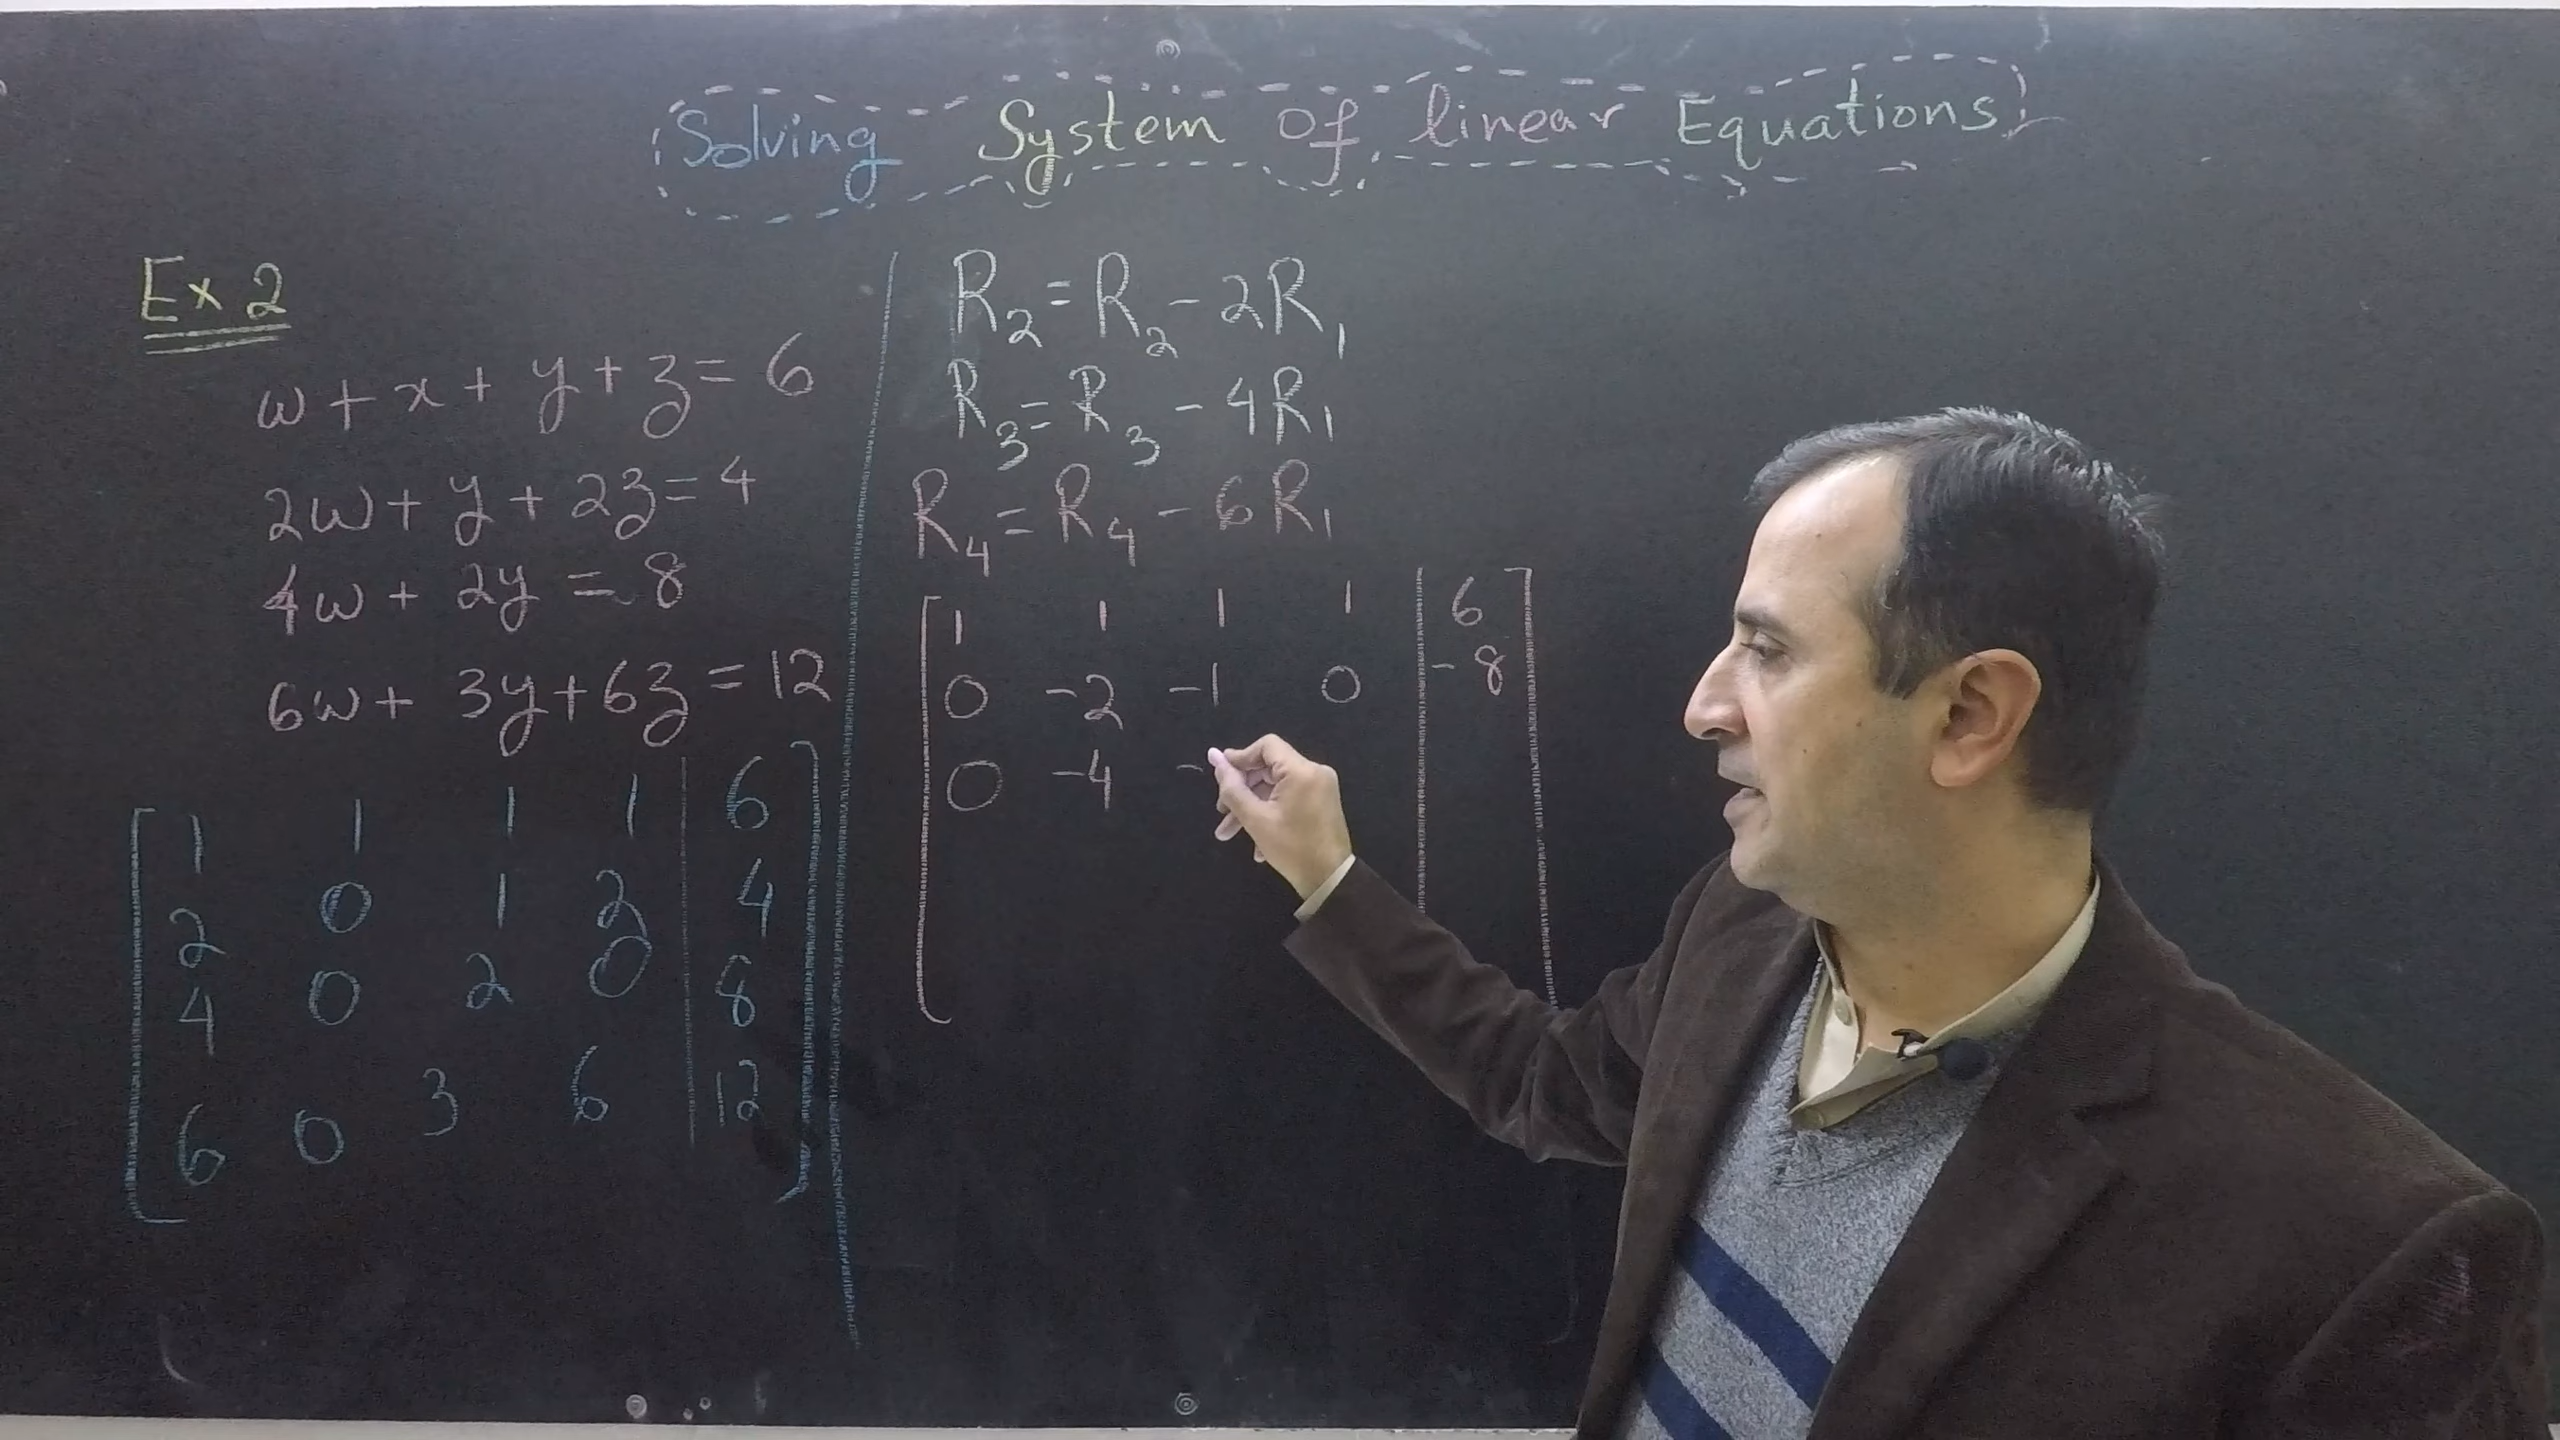 Solving System Of linear Equations
Ex 2
w + x + y + z = 6
2w + y + 2z = 4
4w + 2y = 8
6w + 3y + 6z = 12
1 1 1 1 | 6
2 0 1 2 | 4
4 0 2 0 | 8
6 0 3 6 | 12
R2 = R2 - 2R1
R3 = R3 - 4R1
R4 = R4 - 6R1
1 1 1 1 | 6
0 -2 -1 0 | -8
0 -4 -